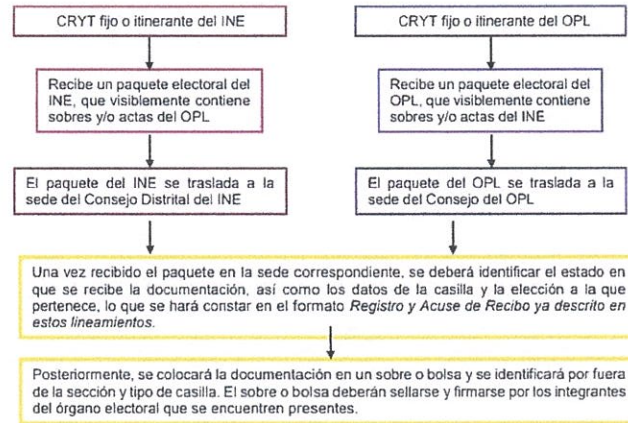 CRYT fijo o itinerante del INE
CRYT fijo o itinerante del OPL
Recibe un paquete electoral del
INE, que visiblemente contiene
sobres y/o actas del OPL
Recibe un paquete electoral del
OPL, que visiblemente contiene
sobres y/o actas del INE
El paquete del INE se traslada a la
sede del Consejo Distrital del INE
El paquete del OPL se traslada a la
sede del Consejo del OPL
Una vez recibido el paquete en la sede correspondiente, se deberá identificar el estado en
que se recibe la documentación, así como los datos de la casilla y la elección a la que
pertenece, lo que se hará constar en el formato Registro y Acuse de Recibo ya descrito en
estos lineamientos.
Posteriormente, se colocará la documentación en un sobre o bolsa y se identificará por fuera
de la sección y tipo de casilla. El sobre o bolsa deberán sellarse y firmarse por los integrantes
del órgano electoral que se encuentren presentes.